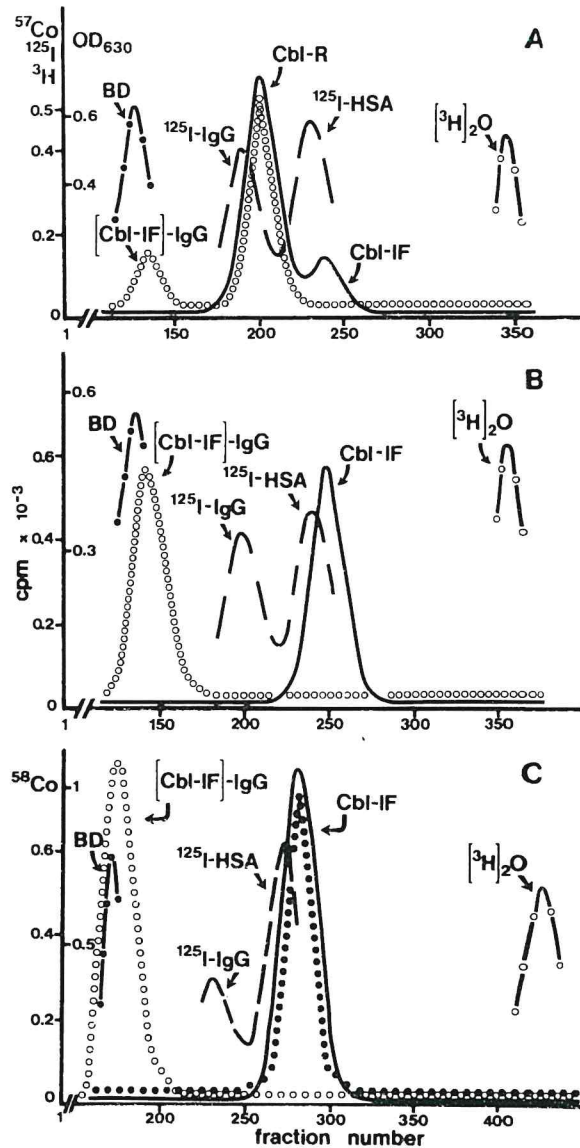 57Co
125I
3H
OD630
A
Cbl-R
BD
125I-IgG
125I-HSA
[3H]2O
[Cbl-IF]-IgG
Cbl-IF
0.5
0.4
0.2
0
0.6
0.4
1
150
200
250
300
350
B
BD
[Cbl-IF]-IgG
125I-HSA
Cbl-IF
[3H]2O
125I-IgG
cpm × 10-3
0.6
0.4
0.2
0
0.6
0.3
1
150
200
250
300
350
58Co
C
[Cbl-IF]-IgG
Cbl-IF
BD
125I-HSA
[3H]2O
125I-IgG
0.6
0.4
0.2
0
1
0.5
1
200
250
300
350
400
fraction number